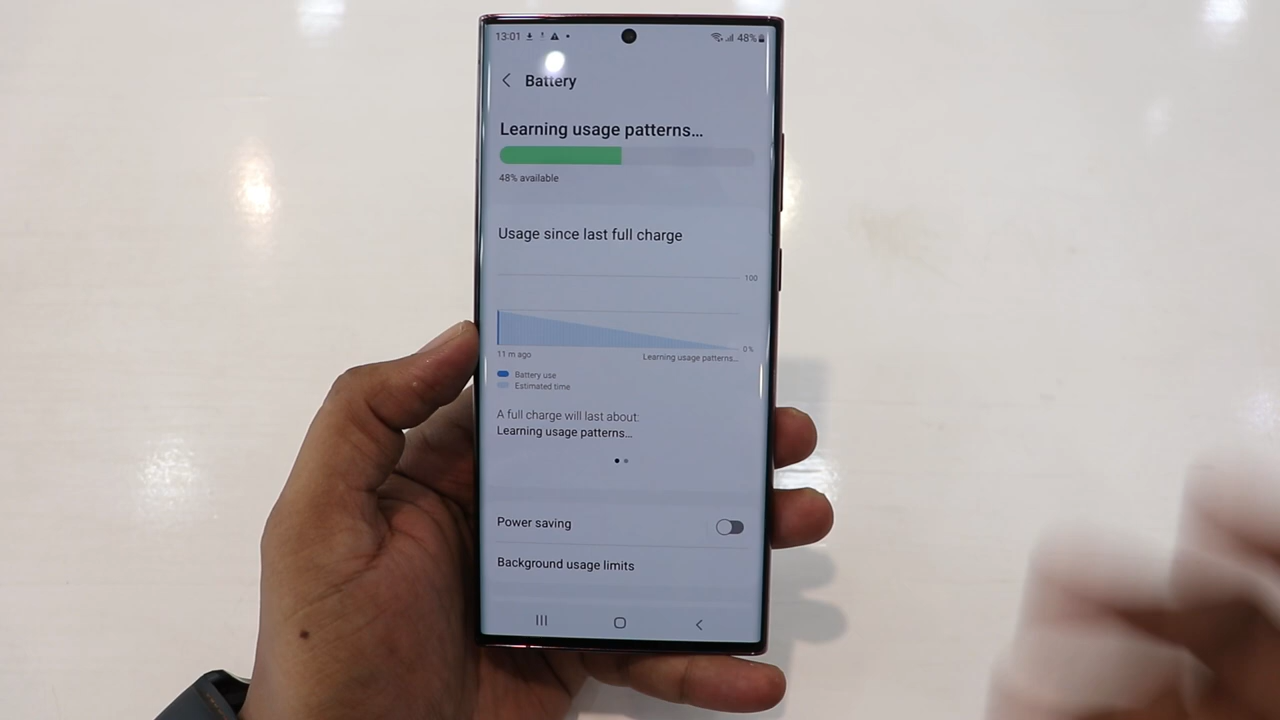 13:01 48%
Battery
Learning usage patterns...
48% available
Usage since last full charge
100
0%
11 m ago Learning usage patterns...
Battery use
Estimated time
A full charge will last about:
Learning usage patterns...
Power saving
Background usage limits